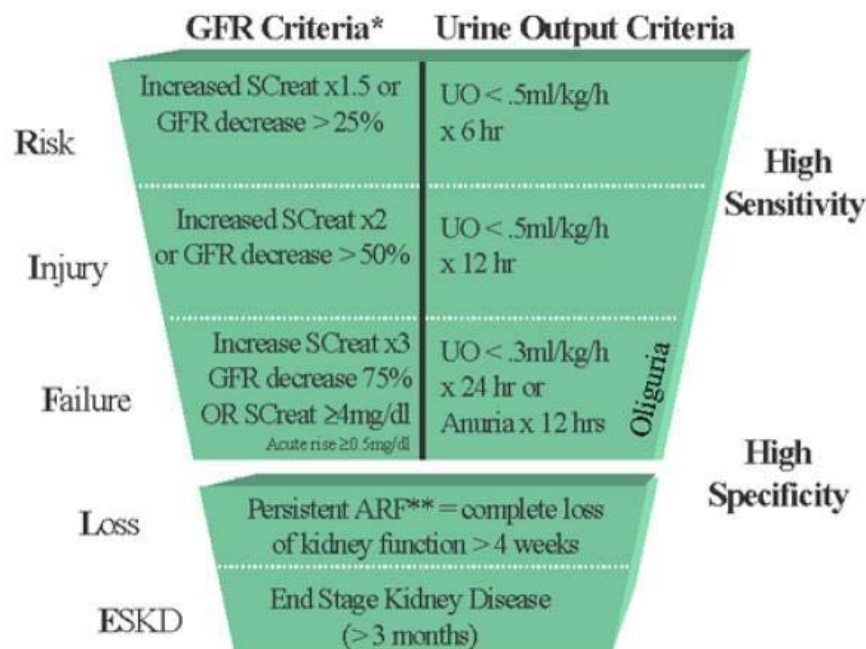 GFR Criteria*
Urine Output Criteria
Risk
Increased SCreat x1.5 or
GFR decrease > 25%
UO < .5ml/kg/h
x 6 hr
High
Sensitivity
Injury
Increased SCreat x2
or GFR decrease > 50%
UO < .5ml/kg/h
x 12 hr
Failure
Increase SCreat x3
GFR decrease 75%
OR SCreat ≥4mg/dl
Acute rise ≥0.5mg/dl
UO < .3ml/kg/h
x 24 hr or
Anuria x 12 hrs
Oliguria
High
Specificity
Loss
Persistent ARF** = complete loss
of kidney function > 4 weeks
ESKD
End Stage Kidney Disease
(> 3 months)